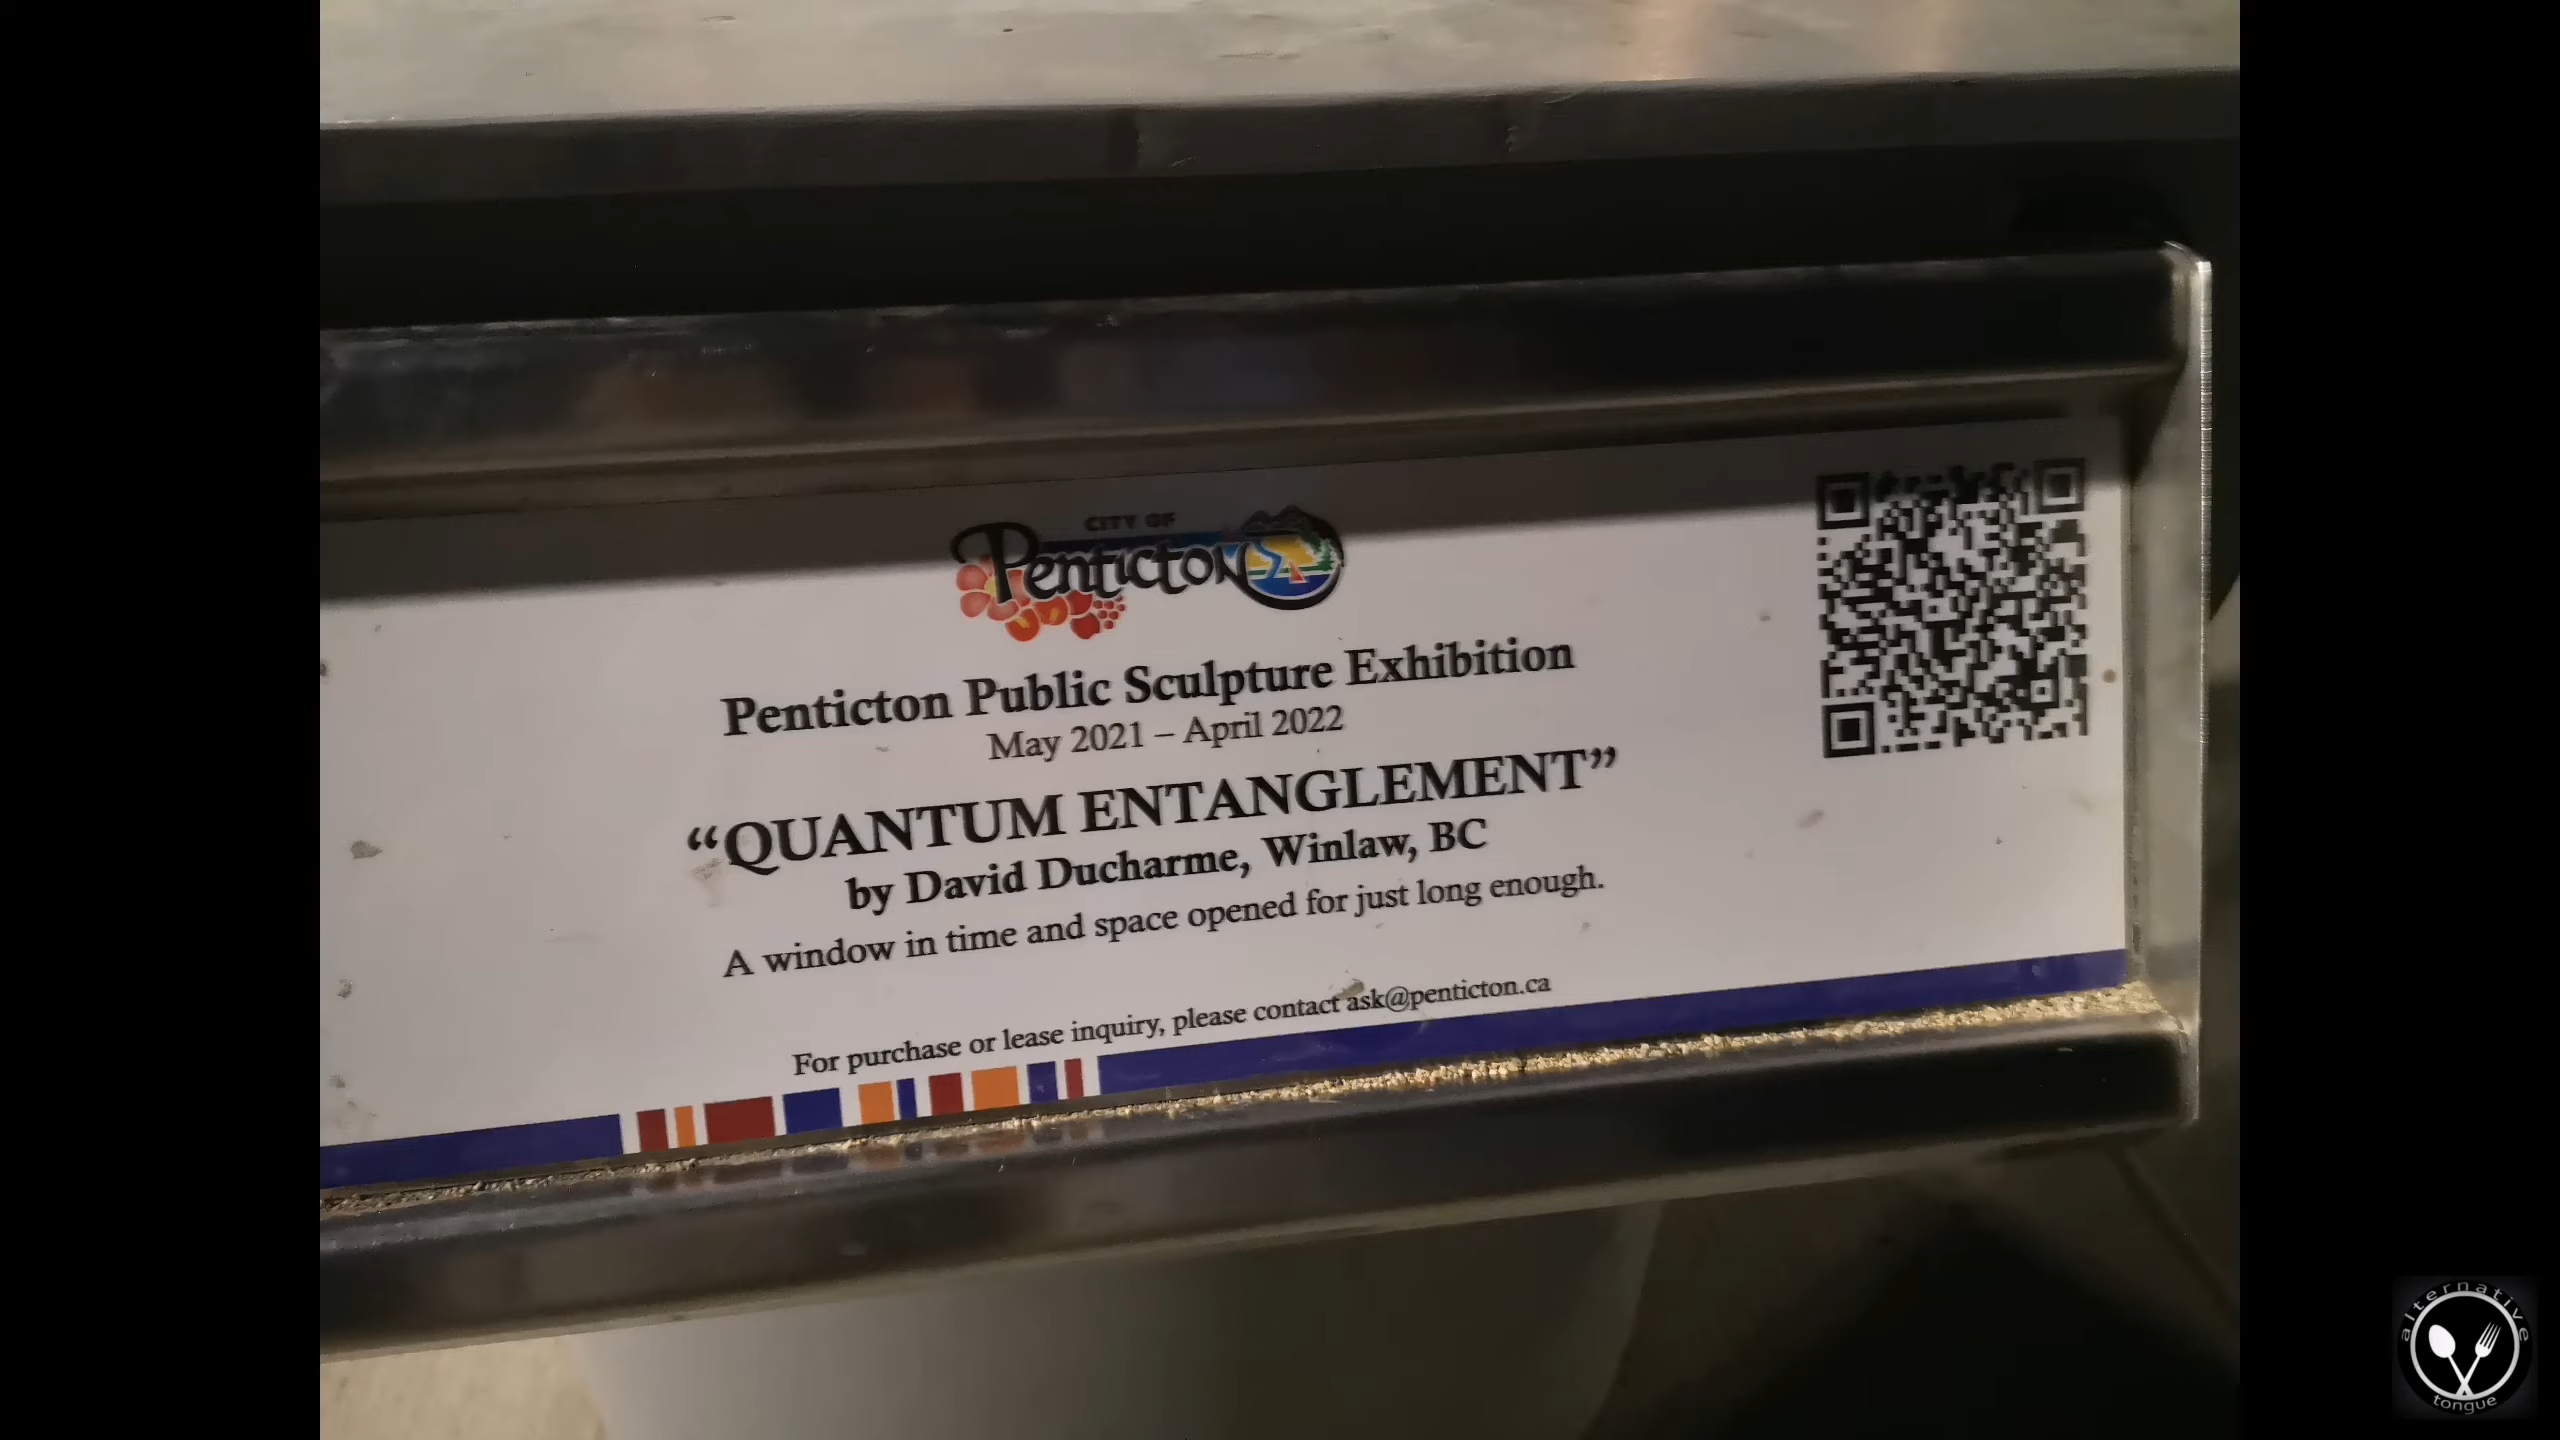 CITY OF
Penticton
Penticton Public Sculpture Exhibition
May 2021 – April 2022
“QUANTUM ENTANGLEMENT”
by David Ducharme, Winlaw, BC
A window in time and space opened for just long enough.
For purchase or lease inquiry, please contact ask@penticton.ca
alternative
tongue